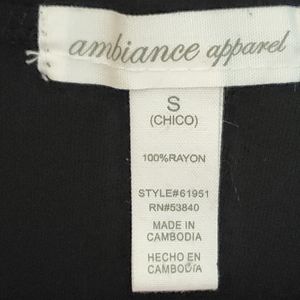 ambiance apparel
S
(CHICO)
100%RAYON
STYLE#61951
RN#53840
MADE IN
CAMBODIA
HECHO EN
CAMBODIA